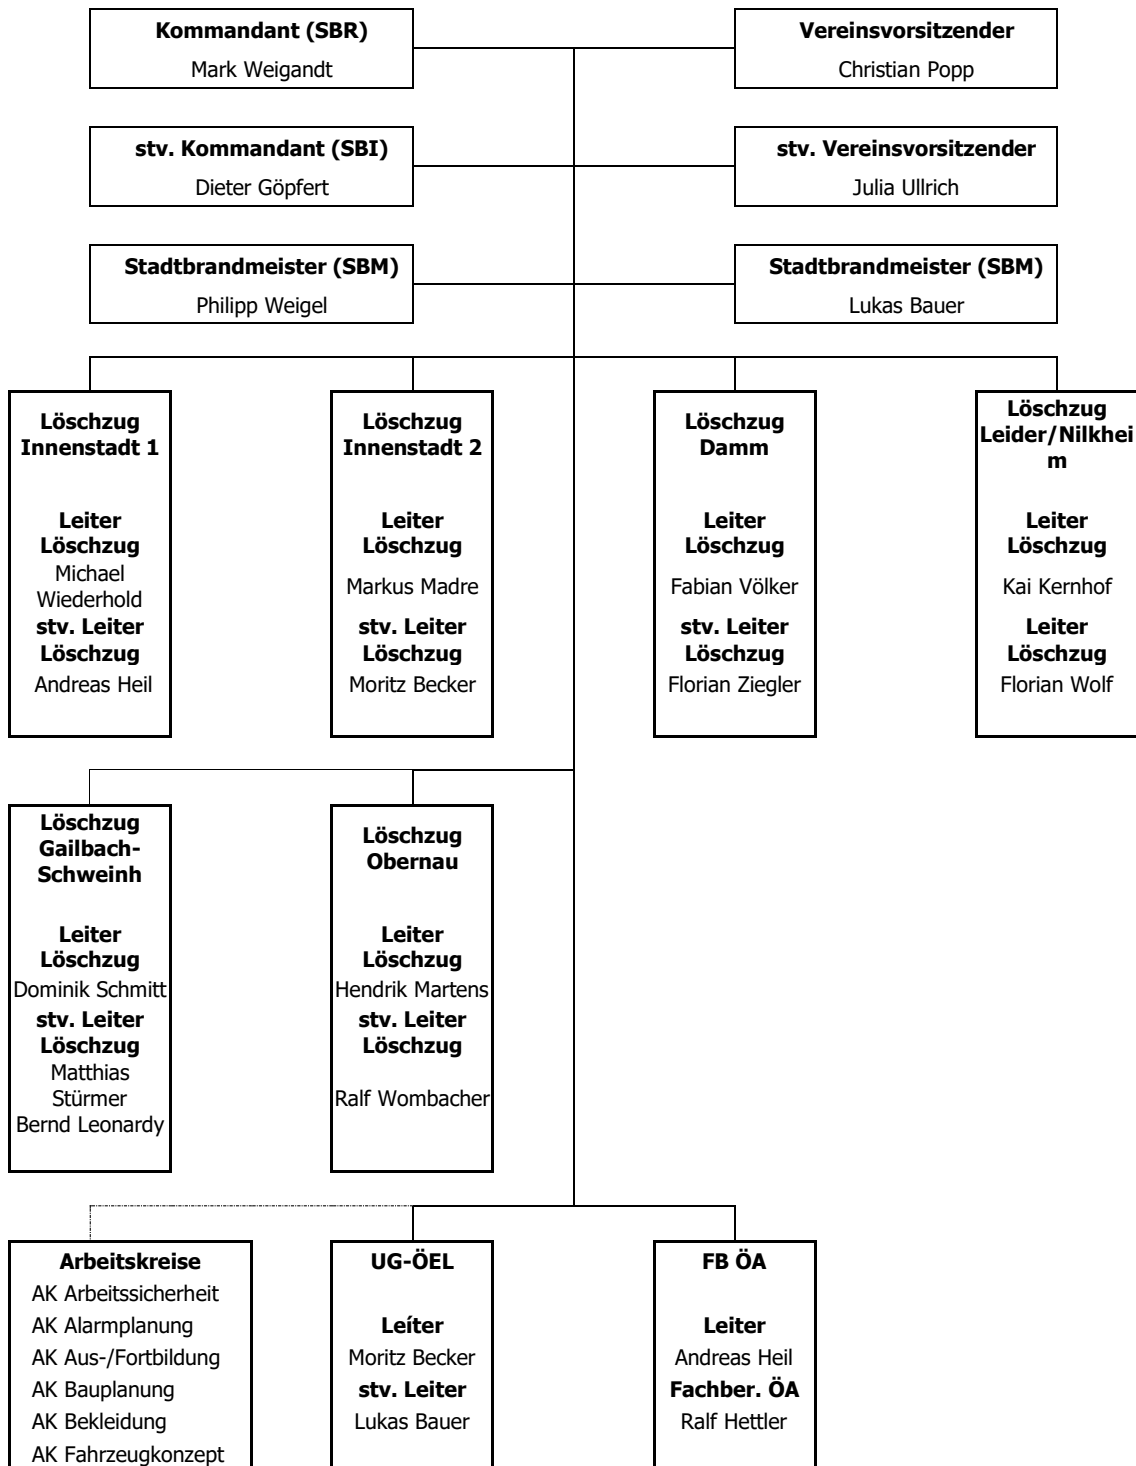 Kommandant (SBR)
Mark Weigandt
Vereinsvorsitzender
Christian Popp
stv. Kommandant (SBI)
Dieter Göpfert
stv. Vereinsvorsitzender
Julia Ullrich
Stadtbrandmeister (SBM)
Philipp Weigel
Stadtbrandmeister (SBM)
Lukas Bauer
Löschzug
Innenstadt 1
Leiter
Löschzug
Michael
Wiederhold
stv. Leiter
Löschzug
Andreas Heil
Löschzug
Innenstadt 2
Leiter
Löschzug
Markus Madre
stv. Leiter
Löschzug
Moritz Becker
Löschzug
Damm
Leiter
Löschzug
Fabian Völker
stv. Leiter
Löschzug
Florian Ziegler
Löschzug
Leider/Nilkhei
m
Leiter
Löschzug
Kai Kernhof
Leiter
Löschzug
Florian Wolf
Löschzug
Gailbach-
Schweinh
Leiter
Löschzug
Dominik Schmitt
stv. Leiter
Löschzug
Matthias
Stürmer
Bernd Leonardy
Löschzug
Obernau
Leiter
Löschzug
Hendrik Martens
stv. Leiter
Löschzug
Ralf Wombacher
Arbeitskreise
AK Arbeitssicherheit
AK Alarmplanung
AK Aus-/Fortbildung
AK Bauplanung
AK Bekleidung
AK Fahrzeugkonzept
UG-ÖEL
Leíter
Moritz Becker
stv. Leiter
Lukas Bauer
FB ÖA
Leiter
Andreas Heil
Fachber. ÖA
Ralf Hettler